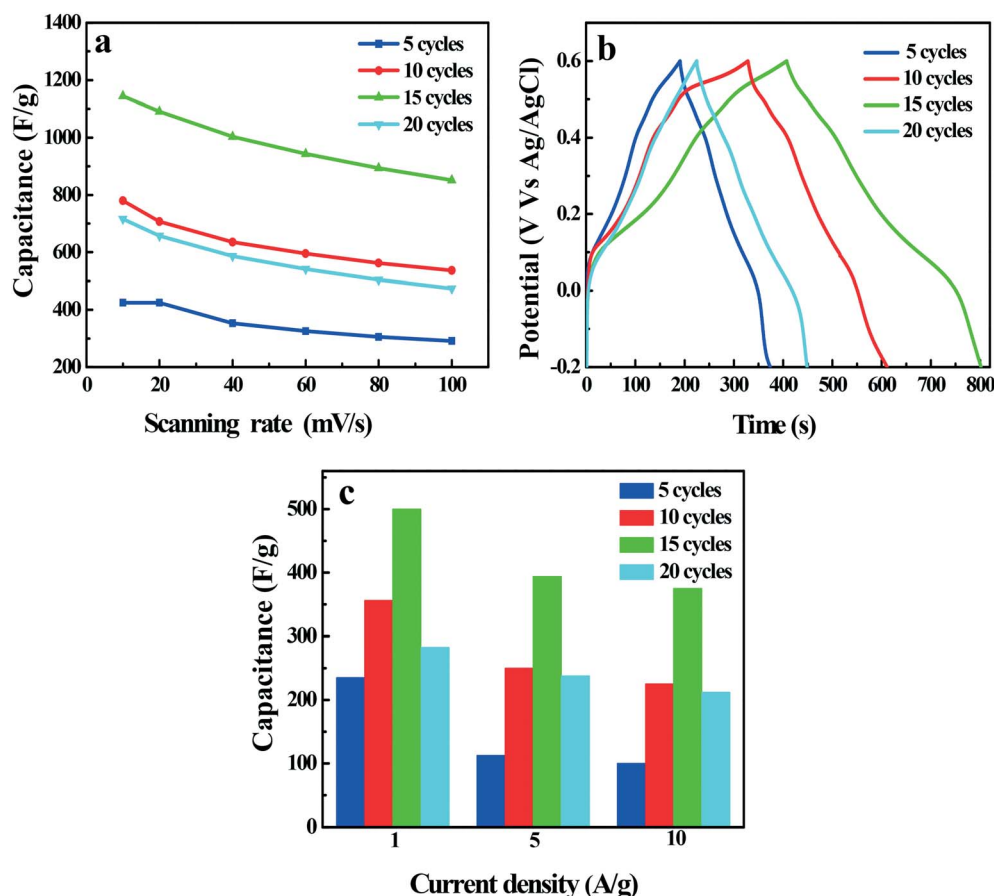 a
1400
1200
1000
800
600
400
200
0 20 40 60 80 100
Capacitance (F/g)
Scanning rate (mV/s)
5 cycles
10 cycles
15 cycles
20 cycles
b
0.6
0.4
0.2
0.0
-0.2
0 100 200 300 400 500 600 700 800
Potential (V Vs Ag/AgCl)
Time (s)
5 cycles
10 cycles
15 cycles
20 cycles
c
500
400
300
200
100
0
1 5 10
Capacitance (F/g)
Current density (A/g)
5 cycles
10 cycles
15 cycles
20 cycles